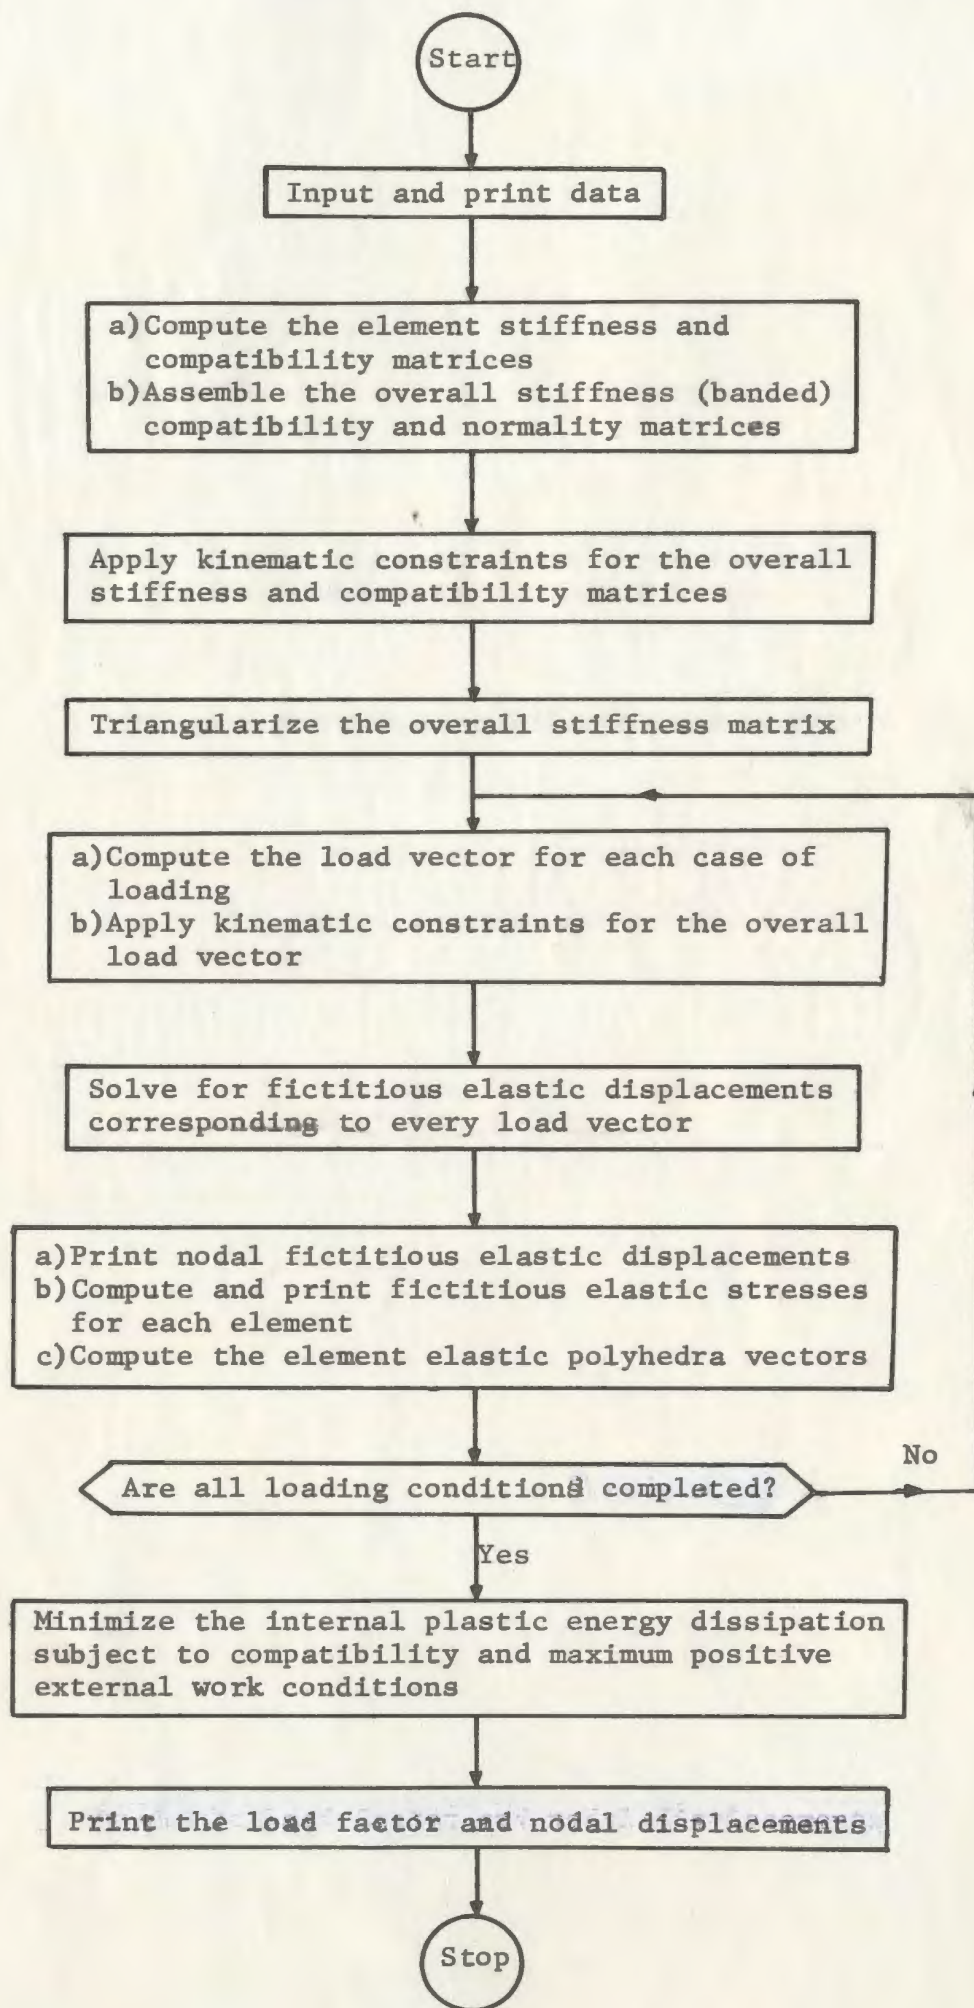 Start
Input and print data
a)Compute the element stiffness and
compatibility matrices
b)Assemble the overall stiffness (banded)
compatibility and normality matrices
Apply kinematic constraints for the overall
stiffness and compatibility matrices
Triangularize the overall stiffness matrix
a)Compute the load vector for each case of
loading
b)Apply kinematic constraints for the overall
load vector
Solve for fictitious elastic displacements
corresponding to every load vector
a)Print nodal fictitious elastic displacements
b)Compute and print fictitious elastic stresses
for each element
c)Compute the element elastic polyhedra vectors
Are all loading conditions completed?
No
Yes
Minimize the internal plastic energy dissipation
subject to compatibility and maximum positive
external work conditions
Print the load factor and nodal displacements
Stop